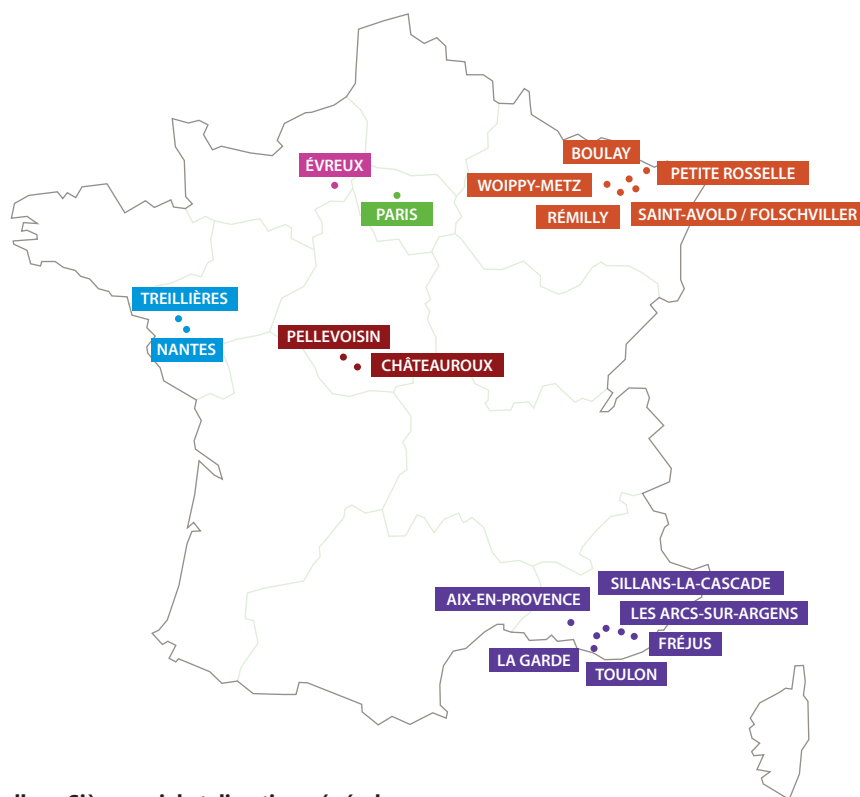 BOULAY
ÉVREUX
PETITE ROSSELLE
WOIPPY-METZ
PARIS
RÉMILLY
SAINT-AVOLD / FOLSCHVILLER
TREILLIÈRES
PELLEVOISIN
NANTES
CHÂTEAUROUX
SILLANS-LA-CASCADE
AIX-EN-PROVENCE
LES ARCS-SUR-ARGENS
FRÉJUS
LA GARDE
TOULON